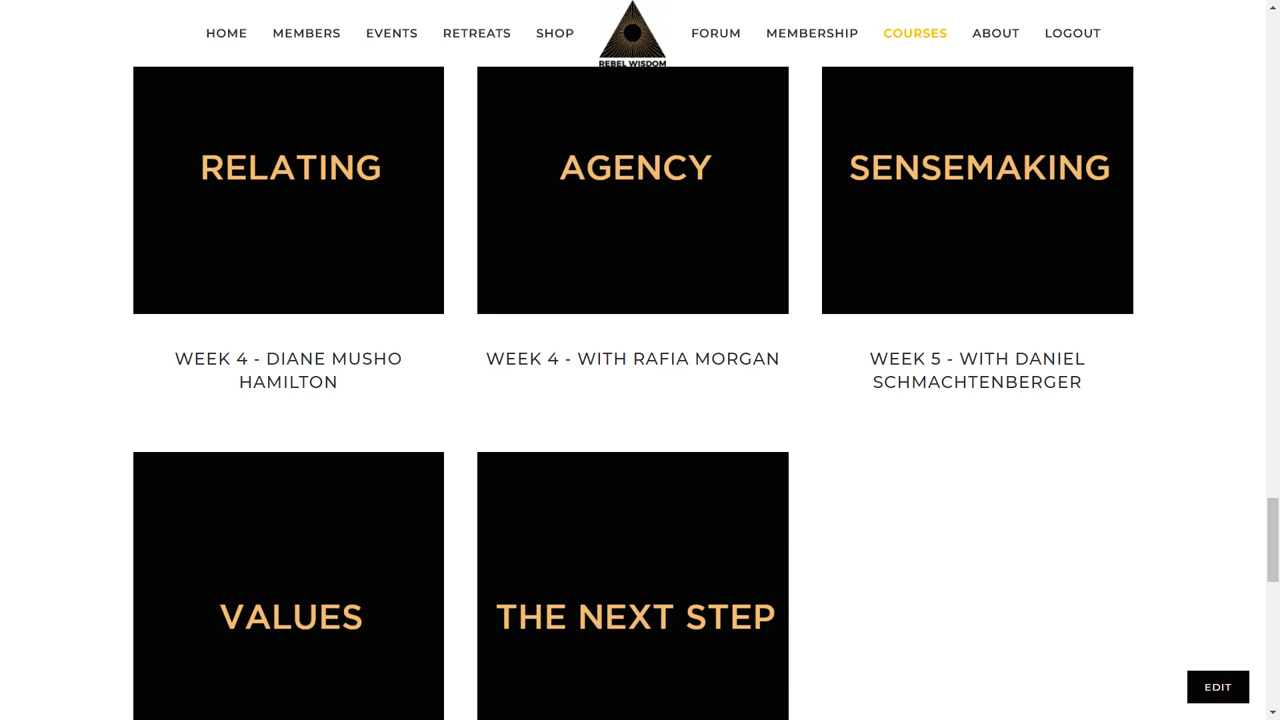 HOME MEMBERS EVENTS RETREATS SHOP REBEL WISDOM FORUM MEMBERSHIP COURSES ABOUT LOGOUT
RELATING
AGENCY
SENSEMAKING
WEEK 4 - DIANE MUSHO
HAMILTON
WEEK 4 - WITH RAFIA MORGAN
WEEK 5 - WITH DANIEL
SCHMACHTENBERGER
VALUES
THE NEXT STEP
EDIT